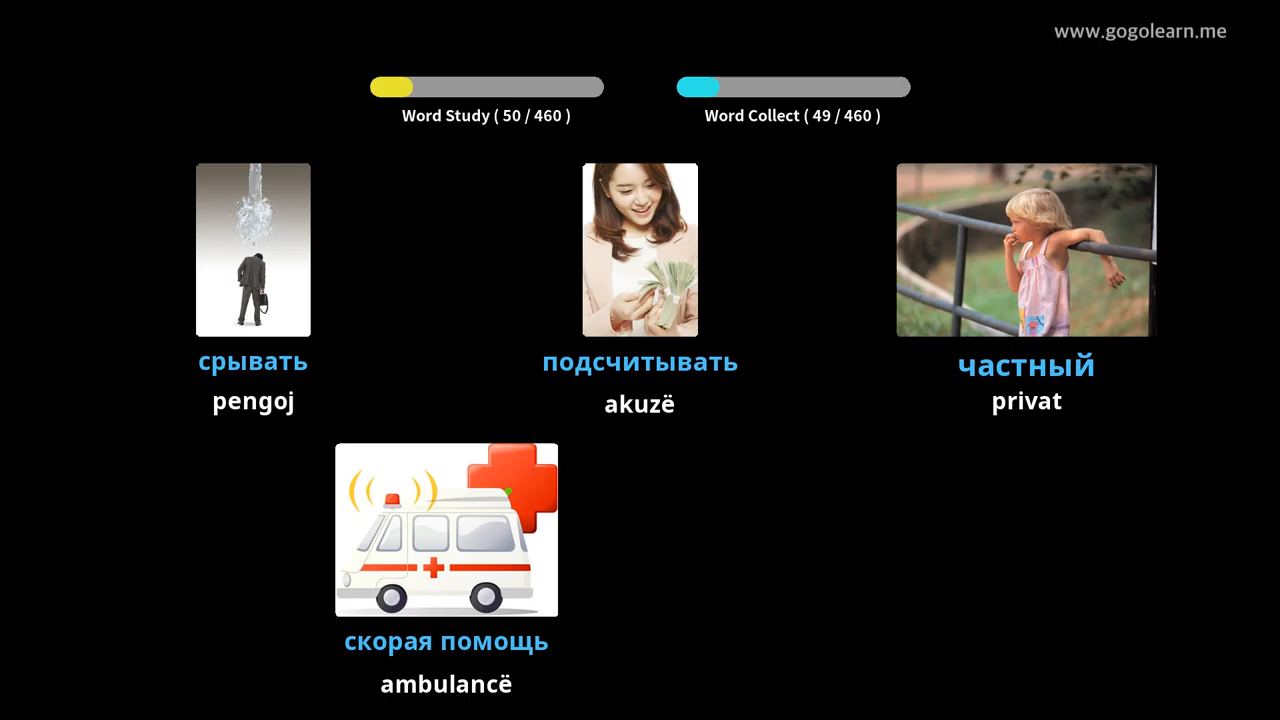 www.gogolearn.me
Word Study ( 50 / 460 )
Word Collect ( 49 / 460 )
срывать
подсчитывать
частный
pengoj
akuzë
privat
скорая помощь
ambulancë